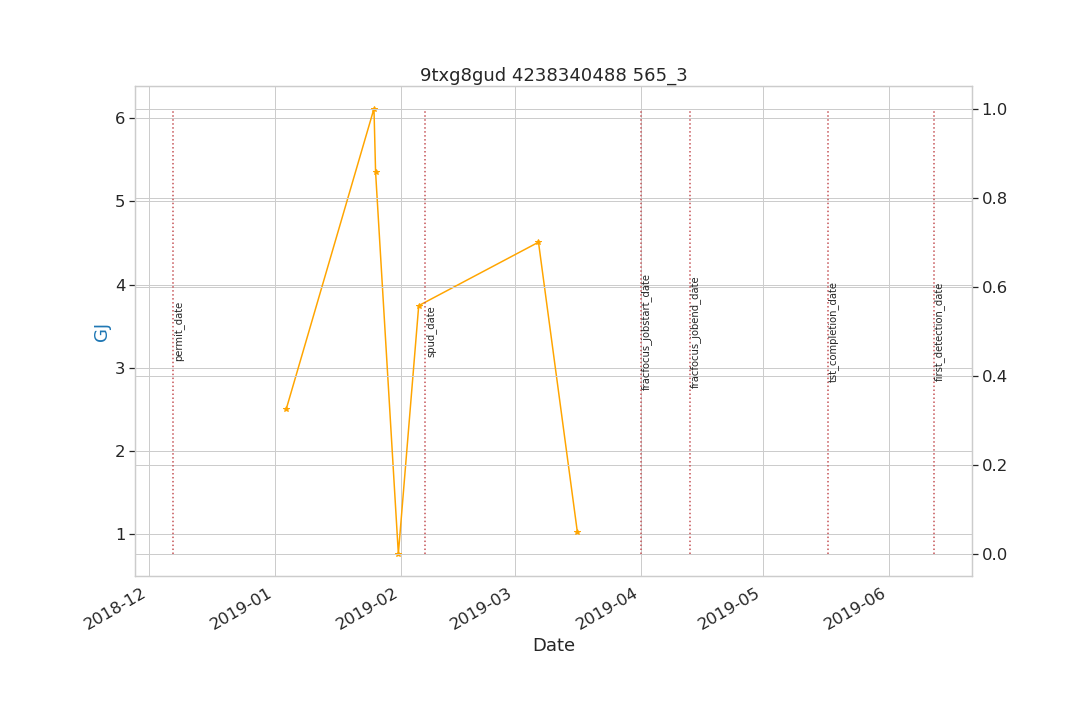 9txg8gud 4238340488 565_3
GJ
6
5
4
3
2
1
1.0
0.8
0.6
0.4
0.2
0.0
permit_date
spud_date
fracfocus_jobstart_date
fracfocus_jobend_date
tst_completion_date
first_detection_date
2018-12
2019-01
2019-02
2019-03
2019-04
2019-05
2019-06
Date